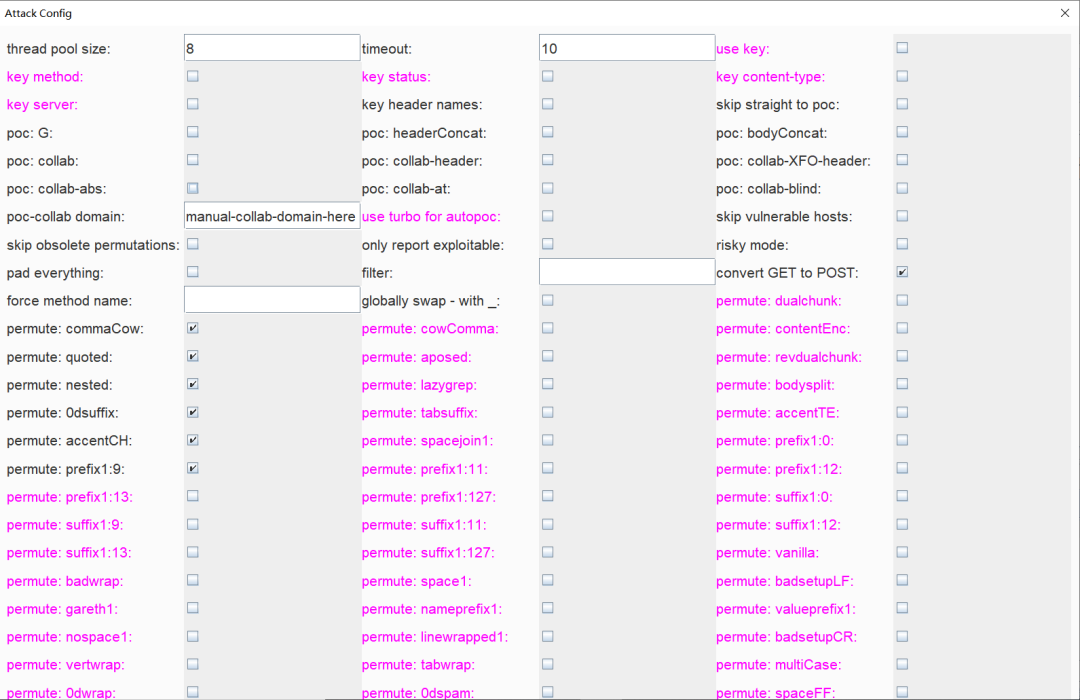 Attack Config
thread pool size: 8 timeout: 10 use key:
key method: key status: key content-type:
key server: key header names: skip straight to poc:
poc: G: poc: headerConcat: poc: bodyConcat:
poc: collab: poc: collab-header: poc: collab-XFO-header:
poc: collab-abs: poc: collab-at: poc: collab-blind:
poc-collab domain: manual-collab-domain-here use turbo for autopoc: skip vulnerable hosts:
skip obsolete permutations: only report exploitable: risky mode:
pad everything: filter: convert GET to POST:
force method name: globally swap - with _: permute: dualchunk:
permute: commaCow: permute: cowComma: permute: contentEnc:
permute: quoted: permute: aposed: permute: revdualchunk:
permute: nested: permute: lazygrep: permute: bodysplit:
permute: 0dsuffix: permute: tabsuffix: permute: accentTE:
permute: accentCH: permute: spacejoin1: permute: prefix1:0:
permute: prefix1:9: permute: prefix1:11: permute: prefix1:12:
permute: prefix1:13: permute: prefix1:127: permute: suffix1:0:
permute: suffix1:9: permute: suffix1:11: permute: suffix1:12:
permute: suffix1:13: permute: suffix1:127: permute: vanilla:
permute: badwrap: permute: space1: permute: badsetupLF:
permute: gareth1: permute: nameprefix1: permute: valueprefix1:
permute: nospace1: permute: linewrapped1: permute: badsetupCR:
permute: vertwrap: permute: tabwrap: permute: multiCase:
permute: 0dwrap: permute: 0dspam: permute: spaceFF: